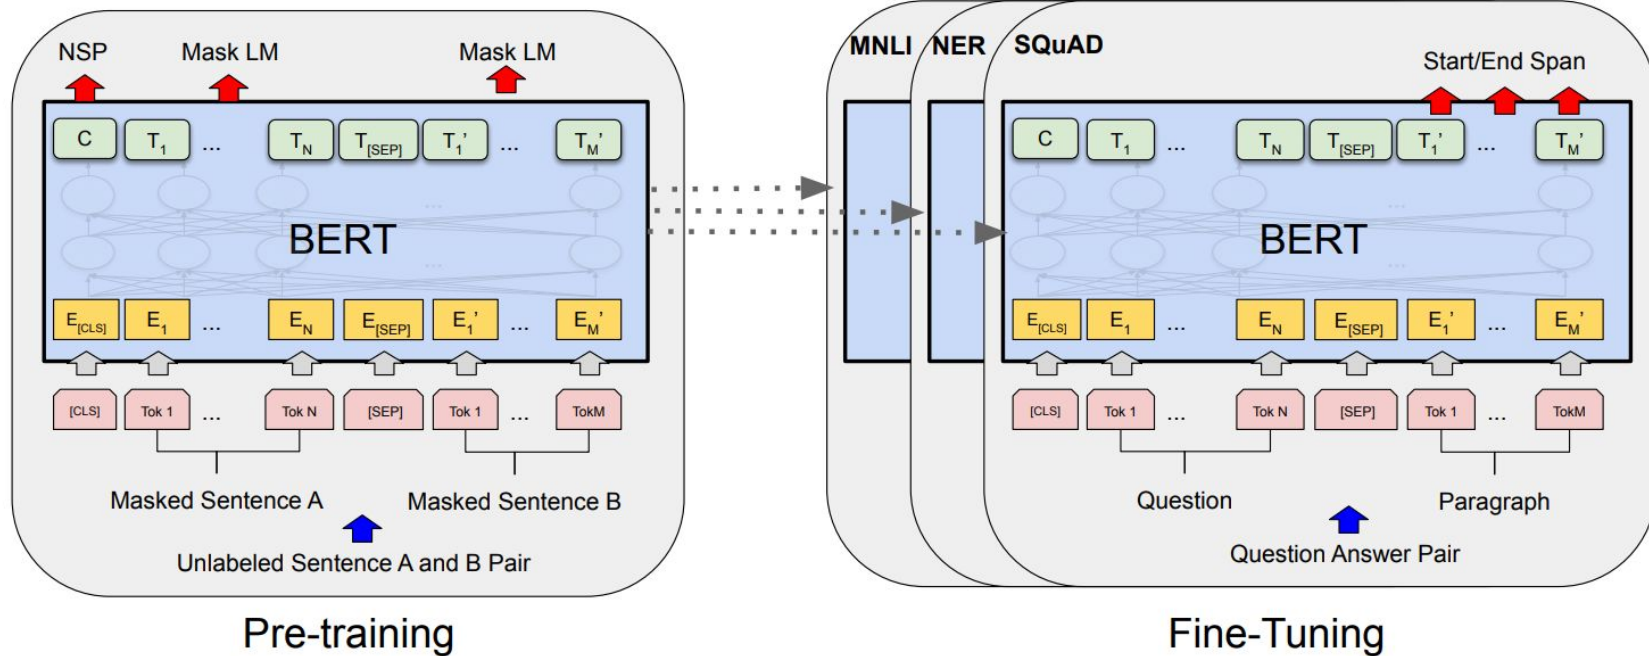 NSP Mask LM Mask LM
C T1 ... TN T[SEP] T1' ... TM'
...
BERT
...
E[CLS] E1 ... EN E[SEP] E1' ... EM'
[CLS] Tok 1 ... Tok N [SEP] Tok 1 ... TokM
Masked Sentence A Masked Sentence B
Unlabeled Sentence A and B Pair
Pre-training
MNLI NER SQuAD
Start/End Span
C T1 ... TN T[SEP] T1' ... TM'
...
BERT
...
E[CLS] E1 ... EN E[SEP] E1' ... EM'
[CLS] Tok 1 ... Tok N [SEP] Tok 1 ... TokM
Question Paragraph
Question Answer Pair
Fine-Tuning